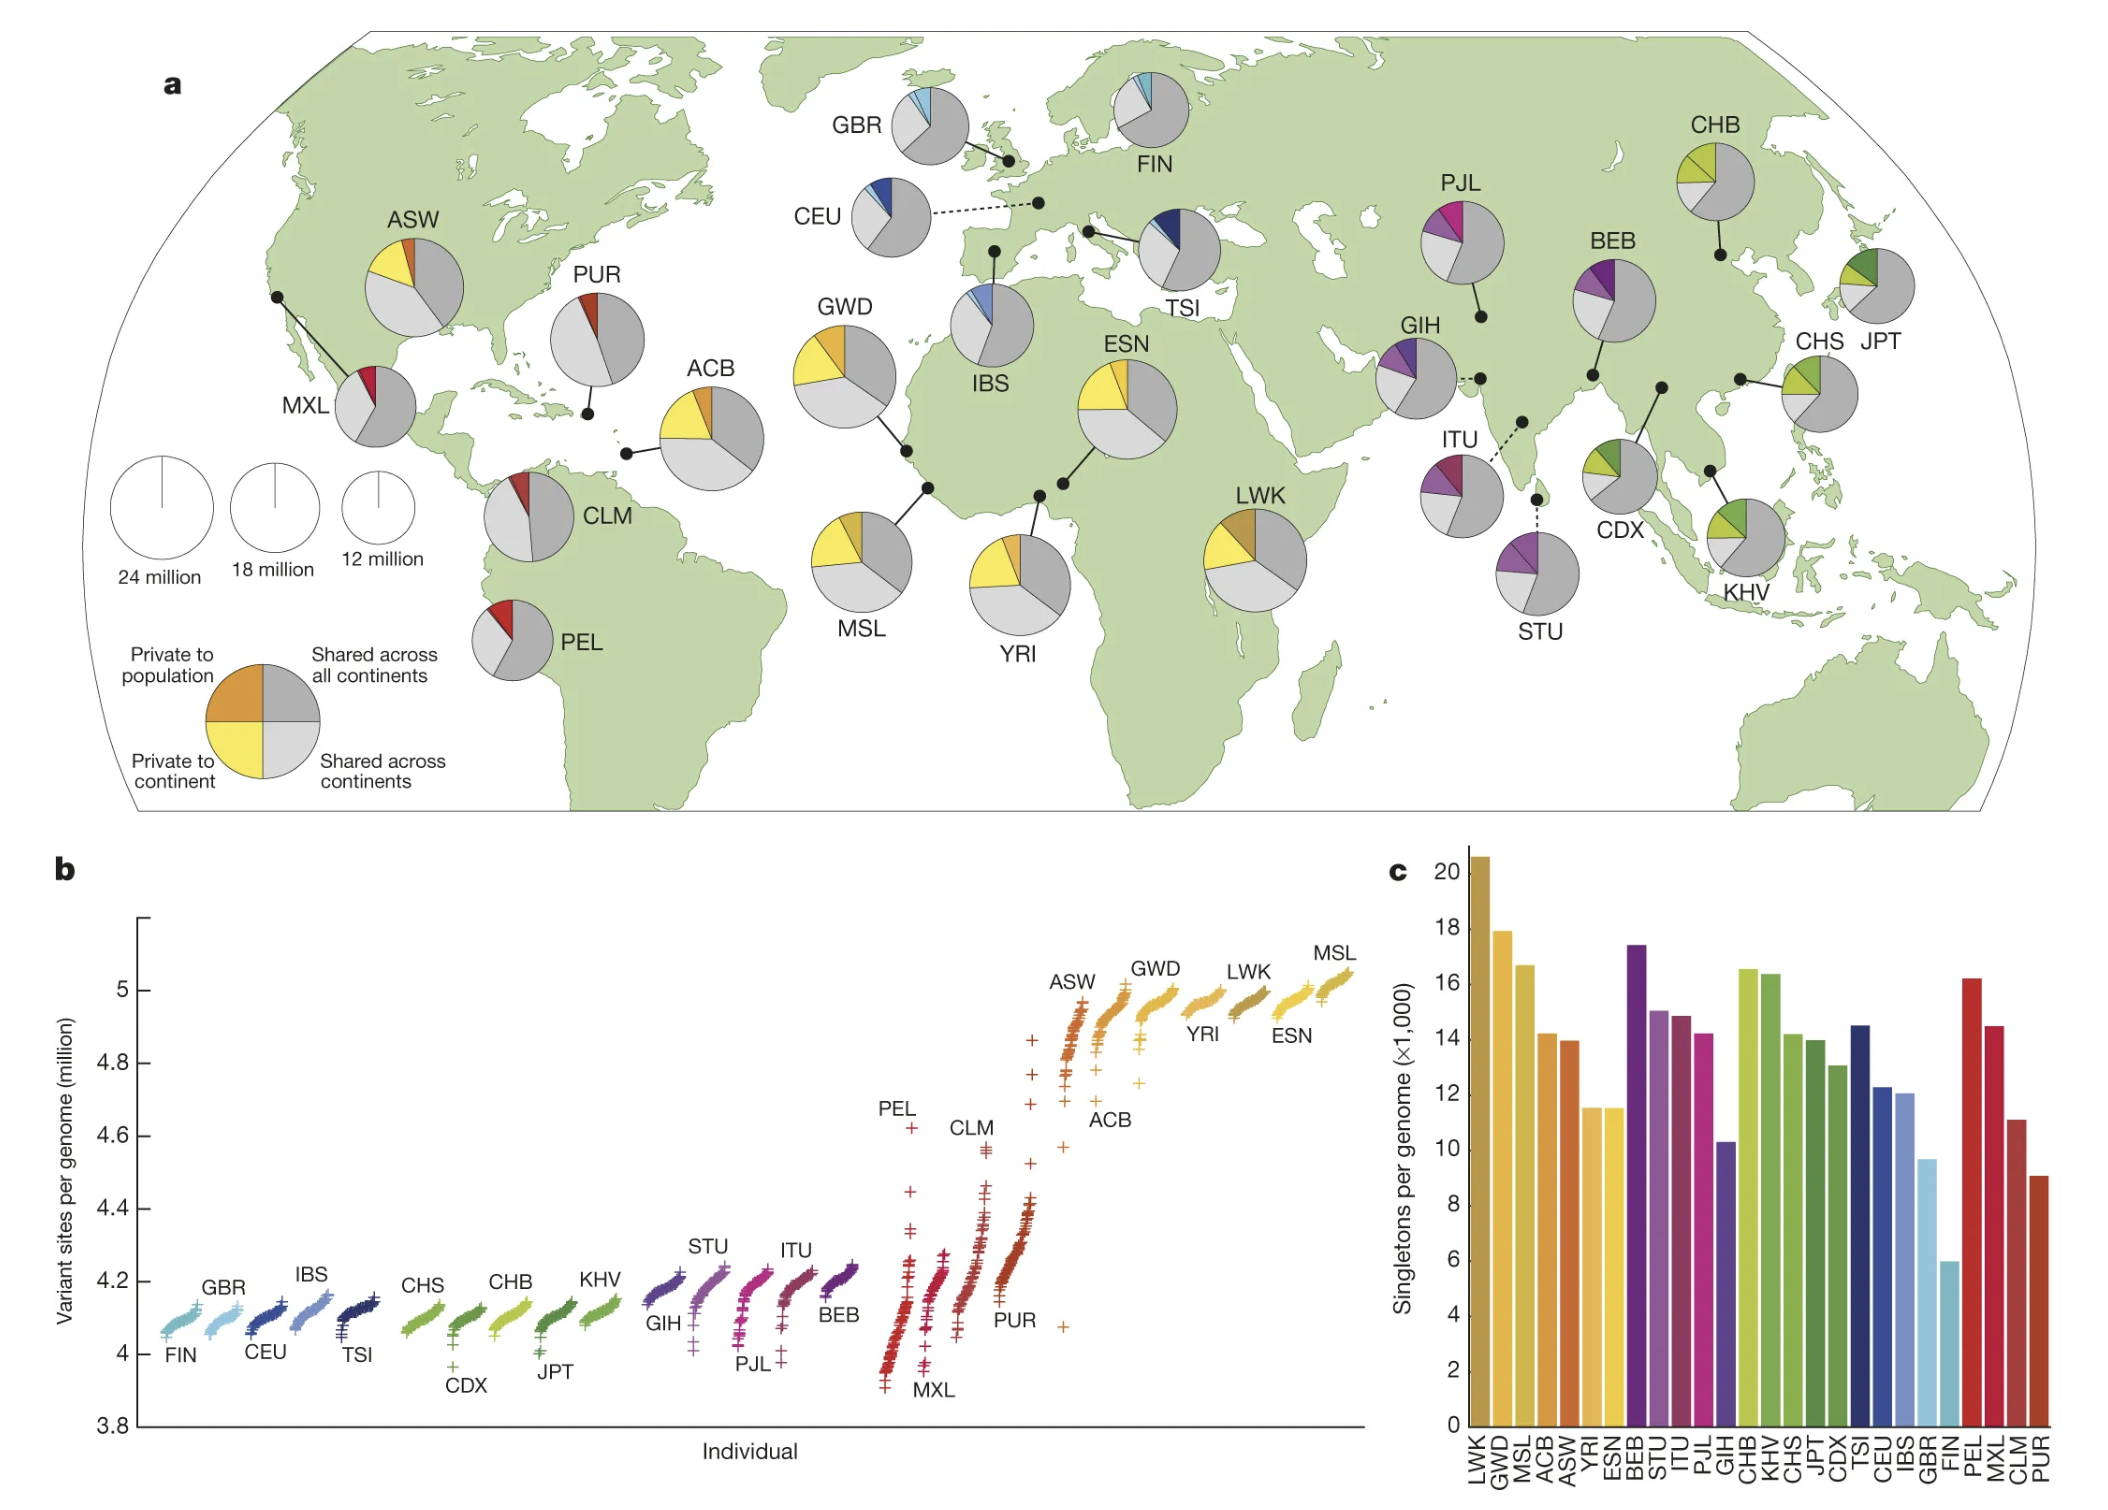 a
GBR
FIN
CHB
CEU
PJL
ASW
BEB
PUR
TSI
GWD
GIH
CHS
JPT
ESN
ACB
IBS
MXL
ITU
LWK
CLM
CDX
24 million
18 million
12 million
KHV
MSL
STU
YRI
PEL
Private to
population
Shared across
all continents
Private to
continent
Shared across
continents
b
Variant sites per genome (million)
5
4.8
4.6
4.4
4.2
4
3.8
FIN
GBR
CEU
IBS
TSI
CHS
CDX
CHB
JPT
KHV
GIH
STU
PJL
ITU
BEB
PEL
MXL
CLM
PUR
ASW
ACB
GWD
YRI
LWK
ESN
MSL
Individual
c
Singletons per genome (×1,000)
20
18
16
14
12
10
8
6
4
2
0
LWK
GWD
MSL
ACB
ASW
YRI
ESN
BEB
STU
ITU
PJL
GIH
CHB
KHV
CHS
JPT
CDX
TSI
CEU
IBS
GBR
FIN
PEL
MXL
CLM
PUR